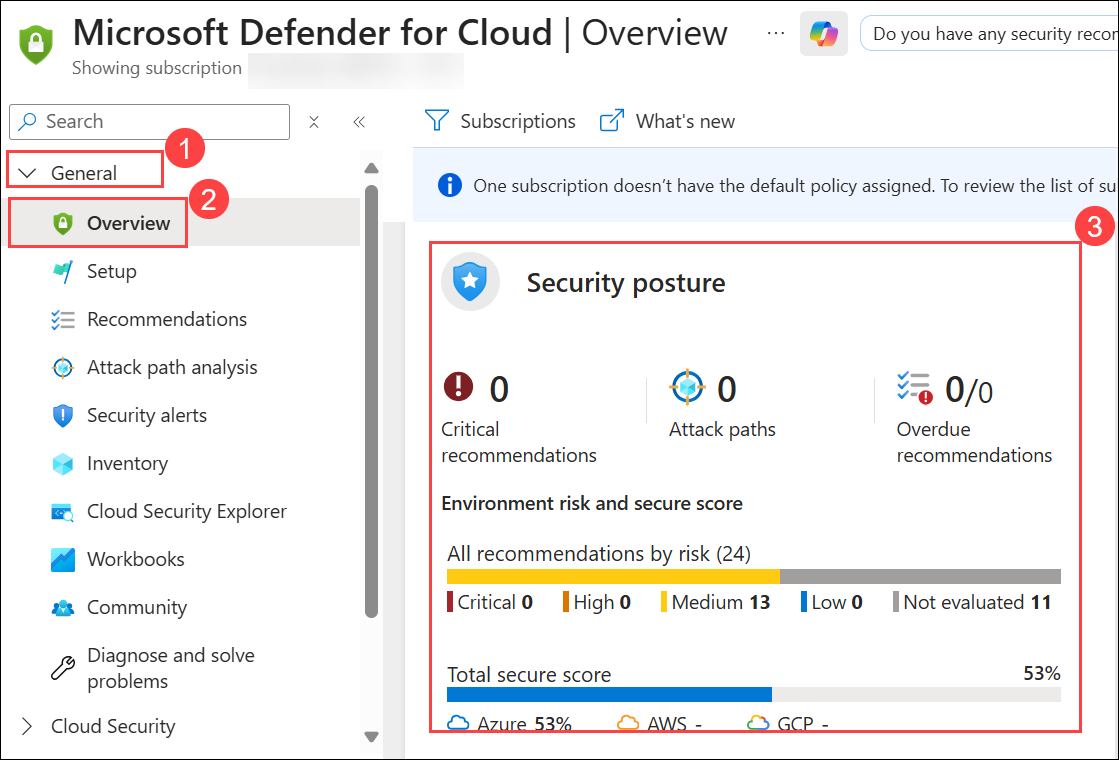 Microsoft Defender for Cloud | Overview
...
Do you have any security recor
Showing subscription
Search
Subscriptions
What's new
1
General
One subscription doesn't have the default policy assigned. To review the list of su
2
Overview
3
Setup
Recommendations
Attack path analysis
Security alerts
Inventory
Cloud Security Explorer
Workbooks
Community
Diagnose and solve
problems
Cloud Security
Security posture
0
Critical
recommendations
0
Attack paths
0/0
Overdue
recommendations
Environment risk and secure score
All recommendations by risk (24)
Critical 0 High 0 Medium 13 Low 0 Not evaluated 11
Total secure score 53%
Azure 53% AWS - GCP -